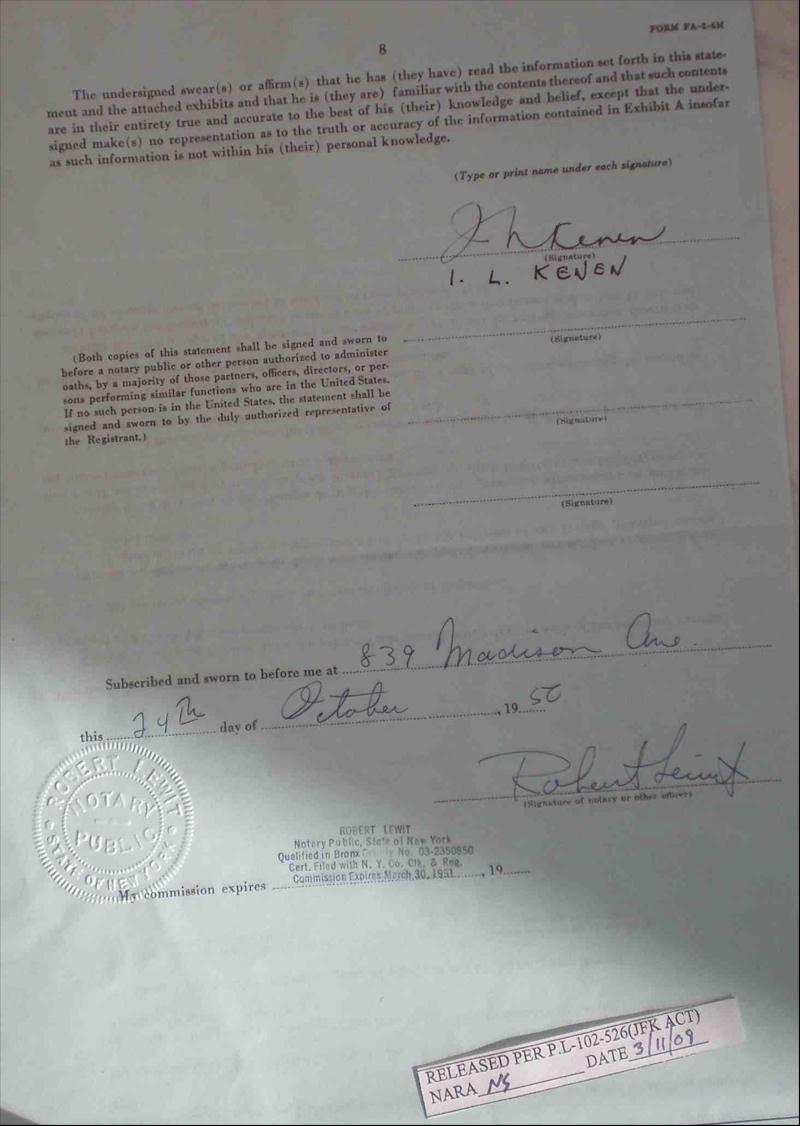 FORM FA-2-4M
8
The undersigned swear(s) or affirm(s) that he has (they have) read the information set forth in this state-
ment and the attached exhibits and that he is (they are) familiar with the contents thereof and that such contents
are in their entirety true and accurate to the best of his (their) knowledge and belief, except that the under-
signed make(s) no representation as to the truth or accuracy of the information contained in Exhibit A insofar
as such information is not within his (their) personal knowledge.
(Type or print name under each signature)
I L Kenen
(Signature)
I. L. KENEN
(Both copies of this statement shall be signed and sworn to
before a notary public or other person authorized to administer
oaths, by a majority of those partners, officers, directors, or per-
sons performing similar functions who are in the United States.
If no such person is in the United States, the statement shall be
signed and sworn to by the duly authorized representative of
the Registrant.)
(Signature)
(Signature)
(Signature)
Subscribed and sworn to before me at 839 Madison Ave.
this 24th day of October, 1950
Robert Lewit
(Signature of notary or other officer)
ROBERT LEWIT
NOTARY
PUBLIC
STATE OF NEW YORK
ROBERT LEWIT
Notary Public, State of New York
Qualified in Bronx County No. 03-2350850
Cert. Filed with N. Y. Co. Clk. & Reg.
Commission Expires March 30, 1951
My commission expires , 19
RELEASED PER P.L-102-526(JFK ACT)
NARA NS DATE 3/11/09